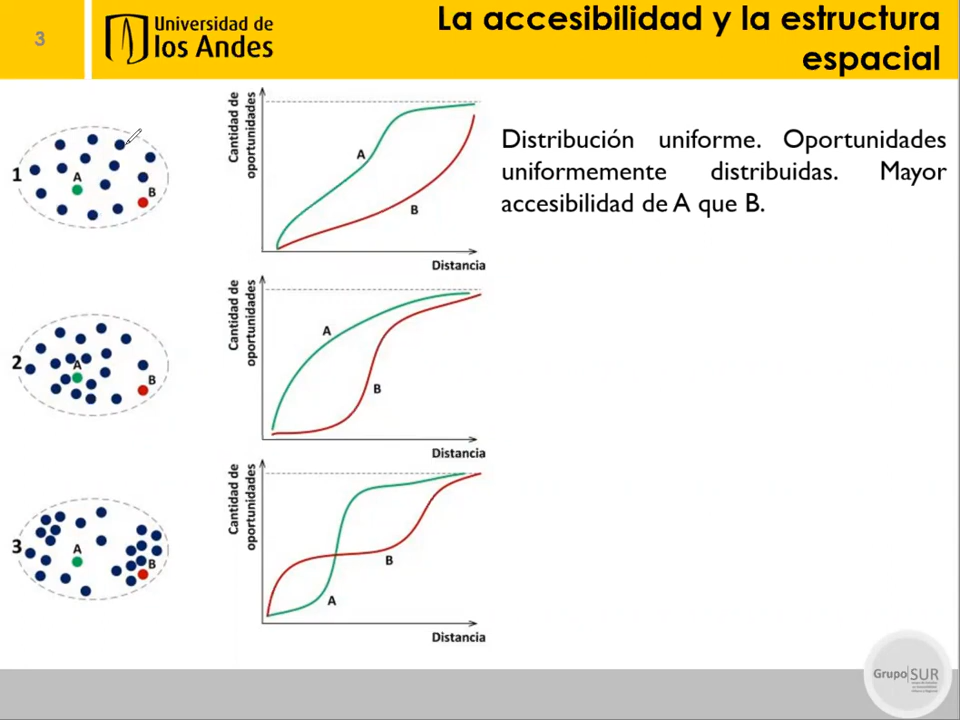 3
Universidad de
los Andes
La accesibilidad y la estructura
espacial
1
A
B
Cantidad de
oportunidades
A
B
Distancia
Distribución uniforme. Oportunidades
uniformemente distribuidas. Mayor
accesibilidad de A que B.
2
A
B
Cantidad de
oportunidades
A
B
Distancia
3
A
B
Cantidad de
oportunidades
A
B
Distancia
Grupo SUR